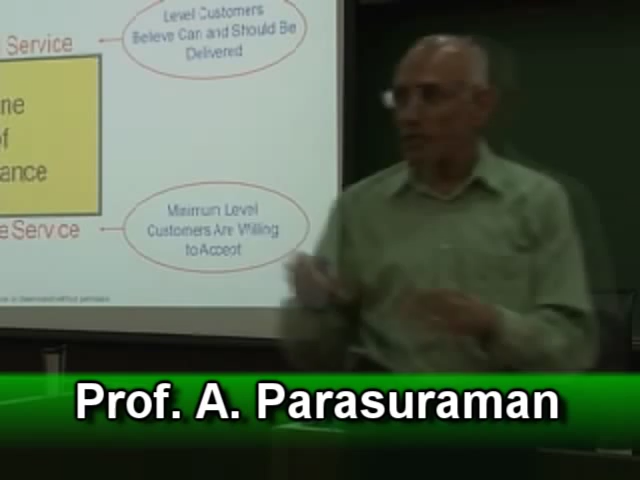 Level Customers
Believe Can and Should Be
Delivered
Service
ne
of
ance
Minimum Level
Customers Are Willing
to Accept
e Service
Prof. A. Parasuraman